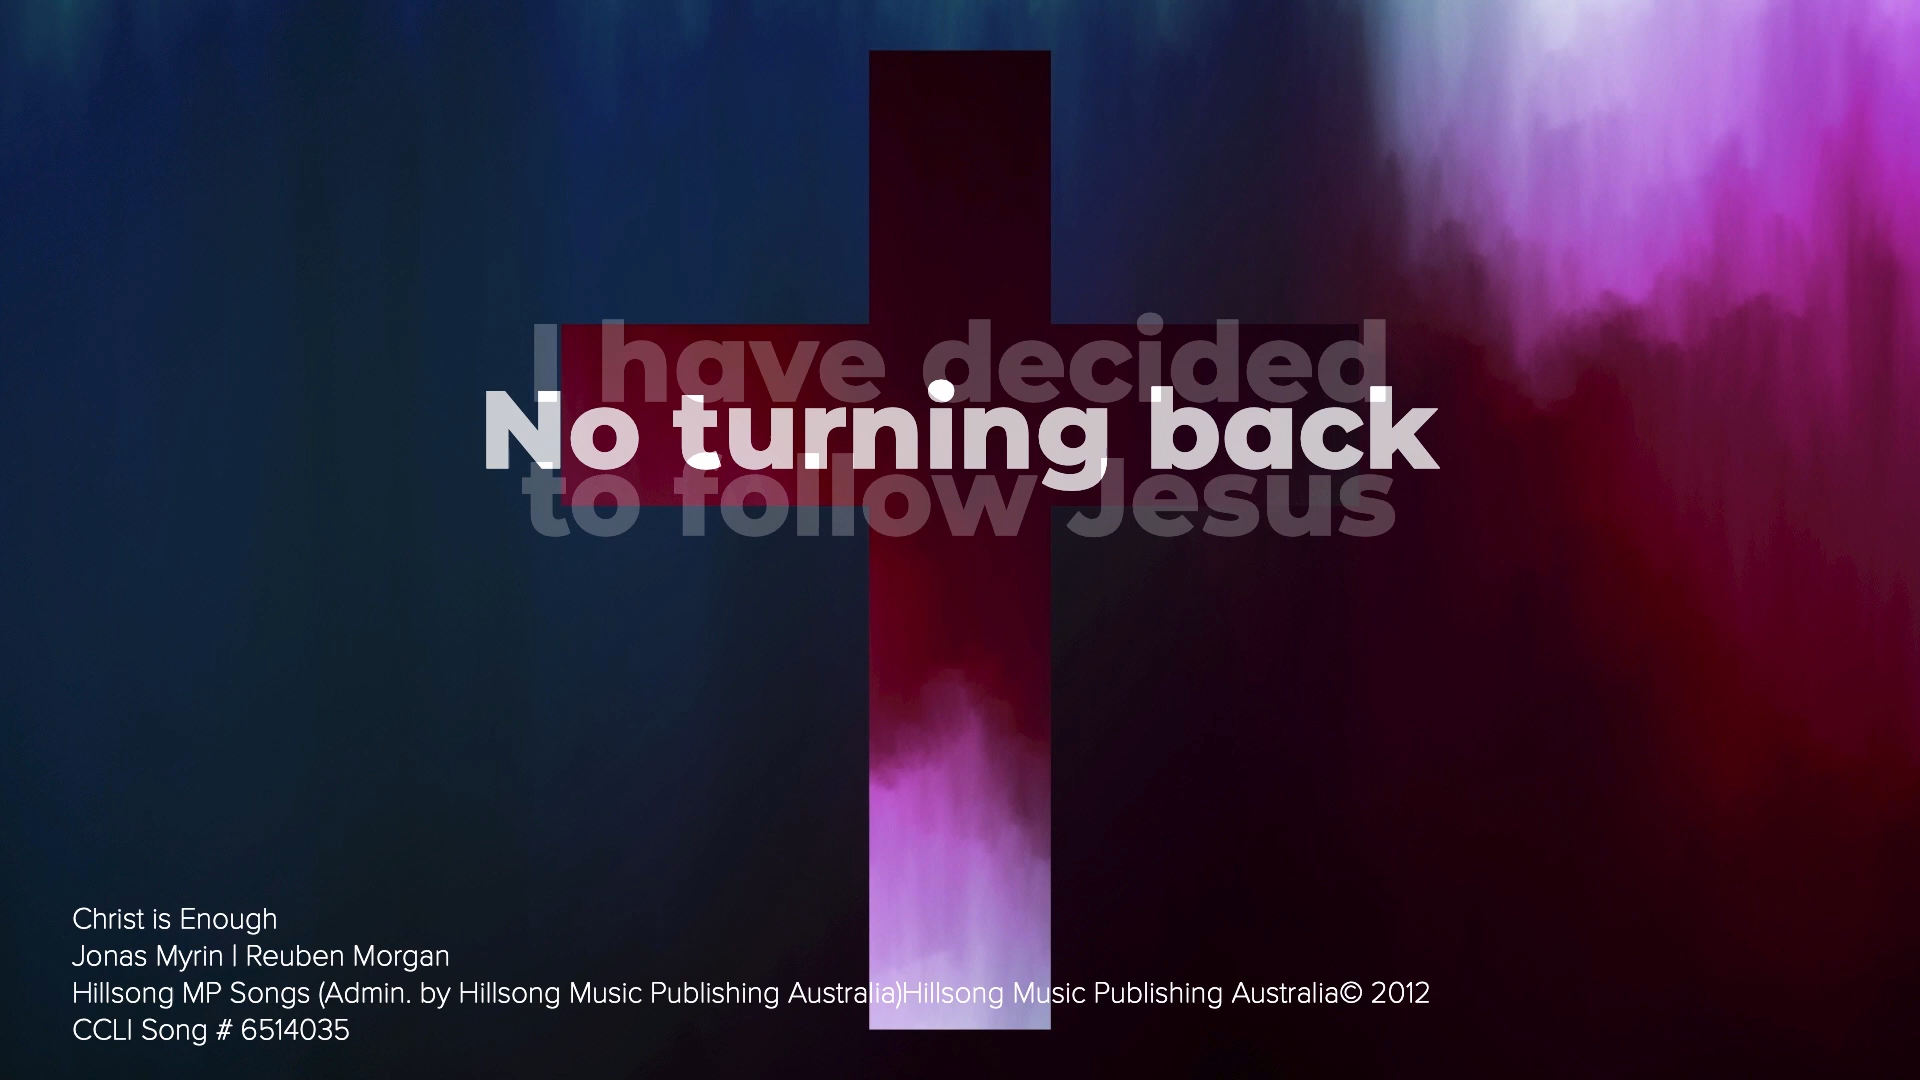 I have decided
No turning back
to follow Jesus
Christ is Enough
Jonas Myrin | Reuben Morgan
Hillsong MP Songs (Admin. by Hillsong Music Publishing Australia)Hillsong Music Publishing Australia© 2012
CCLI Song # 6514035